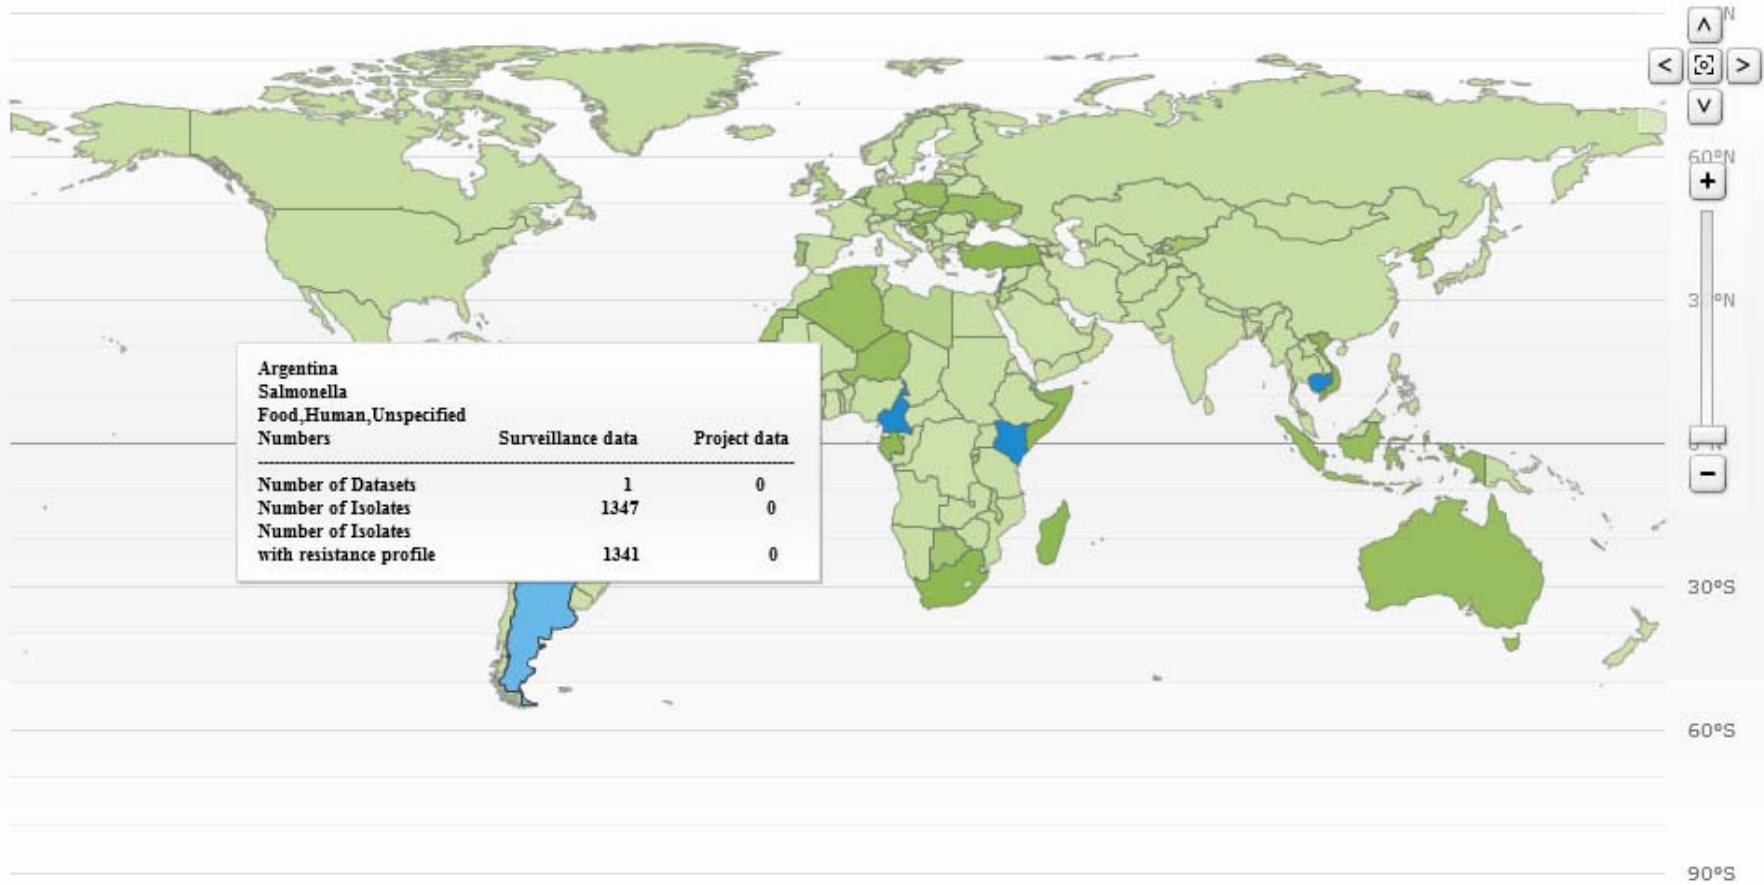 N
60°N
3 °N
°N
Argentina
Salmonella
Food,Human,Unspecified
Numbers Surveillance data Project data
Number of Datasets 1 0
Number of Isolates 1347 0
Number of Isolates
with resistance profile 1341 0
30°S
60°S
90°S